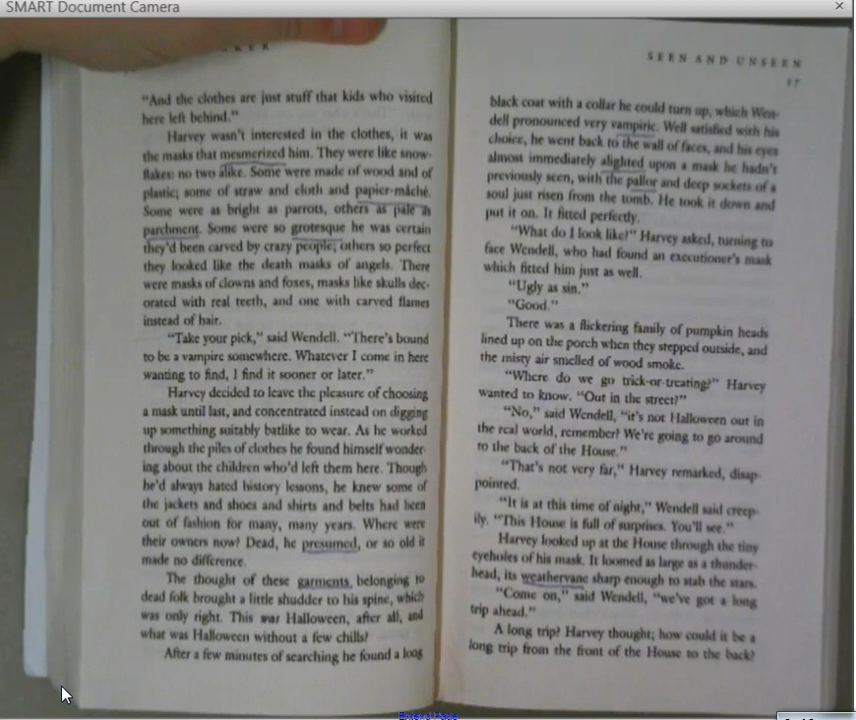 SMART Document Camera
SEEN AND UNSEEN
97
"And the clothes are just stuff that kids who visited
here left behind."
Harvey wasn't interested in the clothes, it was
the masks that mesmerized him. They were like snow-
flakes: no two alike. Some were made of wood and of
plastic; some of straw and cloth and papier-mâché.
Some were as bright as parrots, others as pale as
parchment. Some were so grotesque he was certain
they'd been carved by crazy people; others so perfect
they looked like the death masks of angels. There
were masks of clowns and foxes, masks like skulls dec-
orated with real teeth, and one with carved flames
instead of hair.
"Take your pick," said Wendell. "There's bound
to be a vampire somewhere. Whatever I come in here
wanting to find, I find it sooner or later."
Harvey decided to leave the pleasure of choosing
a mask until last, and concentrated instead on digging
up something suitably batlike to wear. As he worked
through the piles of clothes he found himself wonder-
ing about the children who'd left them here. Though
he'd always hated history lessons, he knew some of
the jackets and shoes and shirts and belts had been
out of fashion for many, many years. Where were
their owners now? Dead, he presumed, or so old it
made no difference.
The thought of these garments belonging to
dead folk brought a little shudder to his spine, which
was only right. This was Halloween, after all, and
what was Halloween without a few chills?
After a few minutes of searching he found a long
black coat with a collar he could turn up, which Wen-
dell pronounced very vampiric. Well satisfied with his
choice, he went back to the wall of faces, and his eyes
almost immediately alighted upon a mask he hadn't
previously seen, with the pallor and deep sockets of a
soul just risen from the tomb. He took it down and
put it on. It fitted perfectly.
"What do I look like?" Harvey asked, turning to
face Wendell, who had found an executioner's mask
which fitted him just as well.
"Ugly as sin."
"Good."
There was a flickering family of pumpkin heads
lined up on the porch when they stepped outside, and
the misty air smelled of wood smoke.
"Where do we go trick-or-treating?" Harvey
wanted to know. "Out in the street?"
"No," said Wendell, "it's not Halloween out in
the real world, remember? We're going to go around
to the back of the House."
"That's not very far," Harvey remarked, disap-
pointed.
"It is at this time of night," Wendell said creep-
ily. "This House is full of surprises. You'll see."
Harvey looked up at the House through the tiny
eyeholes of his mask. It loomed as large as a thunder-
head, its weathervane sharp enough to stab the stars.
"Come on," said Wendell, "we've got a long
trip ahead."
A long trip? Harvey thought; how could it be a
long trip from the front of the House to the back?
Extend Page